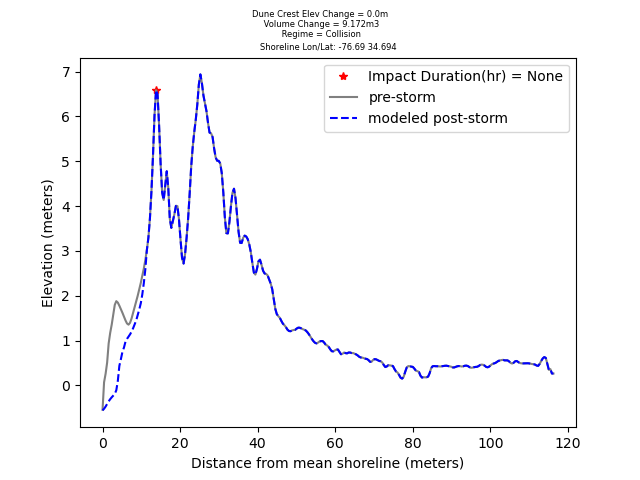 Dune Crest Elev Change = 0.0m
Volume Change = 9.172m3
Regime = Collision
Shoreline Lon/Lat: -76.69 34.694
Impact Duration(hr) = None
pre-storm
modeled post-storm
Elevation (meters)
7
6
5
4
3
2
1
0
0 20 40 60 80 100 120
Distance from mean shoreline (meters)